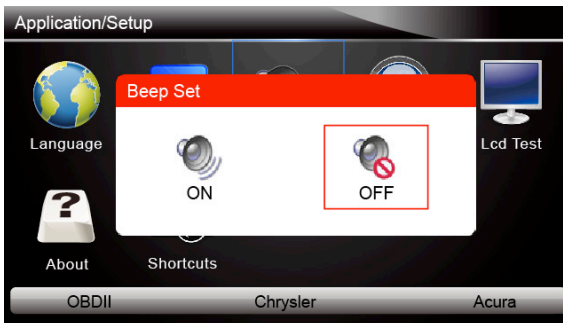 Application/Setup
Beep Set
Language
Lcd Test
ON
OFF
?
About
Shortcuts
OBDII
Chrysler
Acura